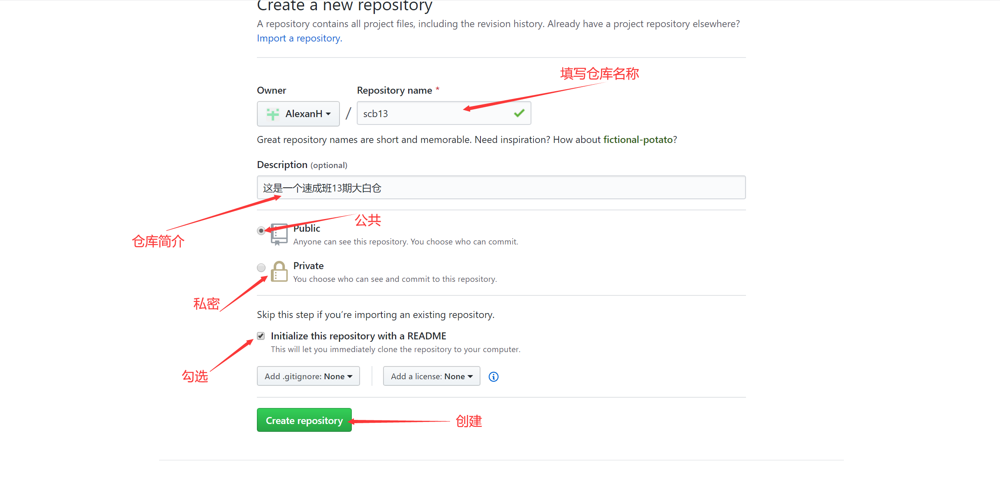 Create a new repository
A repository contains all project files, including the revision history. Already have a project repository elsewhere?
Import a repository.
填写仓库名称
Owner
Repository name *
AlexanH
/
scb13
Great repository names are short and memorable. Need inspiration? How about fictional-potato?
Description (optional)
这是一个速成班13期大白仓
仓库简介
公共
Public
Anyone can see this repository. You choose who can commit.
Private
You choose who can see and commit to this repository.
私密
Skip this step if you’re importing an existing repository.
Initialize this repository with a README
This will let you immediately clone the repository to your computer.
勾选
Add .gitignore: None
Add a license: None
Create repository
创建